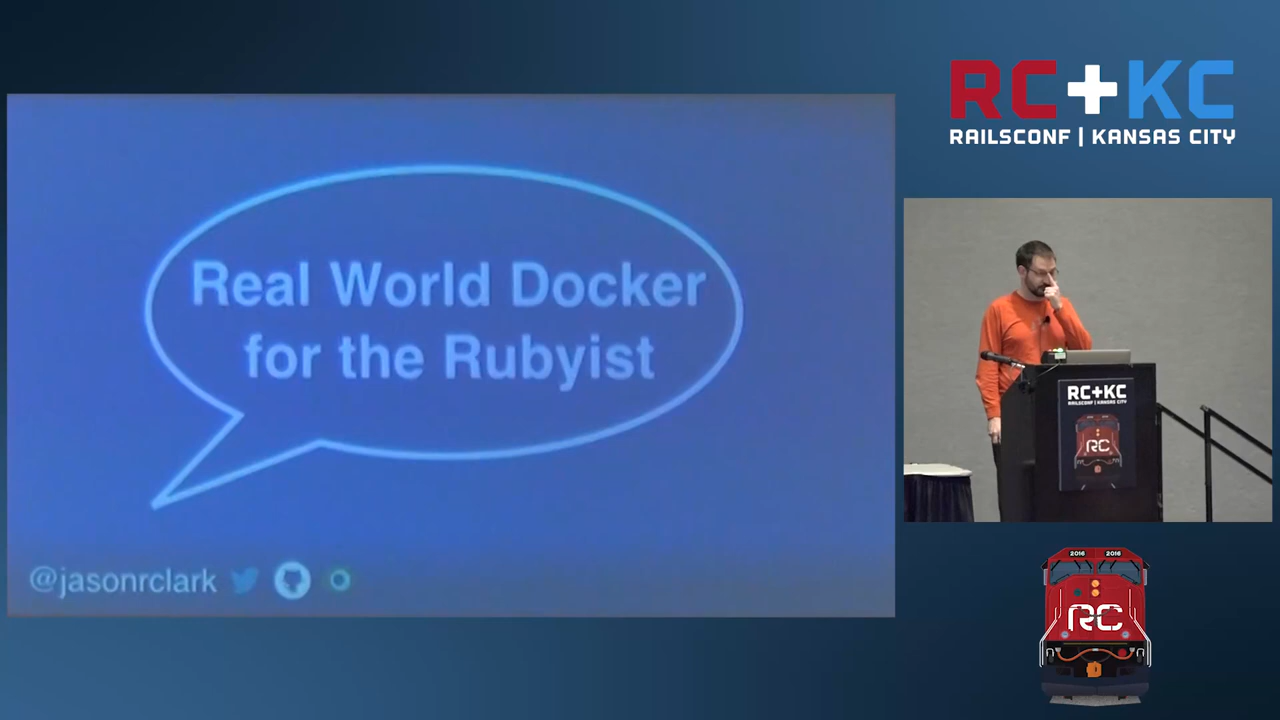 Real World Docker
for the Rubyist
@jasonrclark
RC+KC
RAILSCONF | KANSAS CITY
RC+KC
RAILSCONF | KANSAS CITY
RC
2016 2016
RC